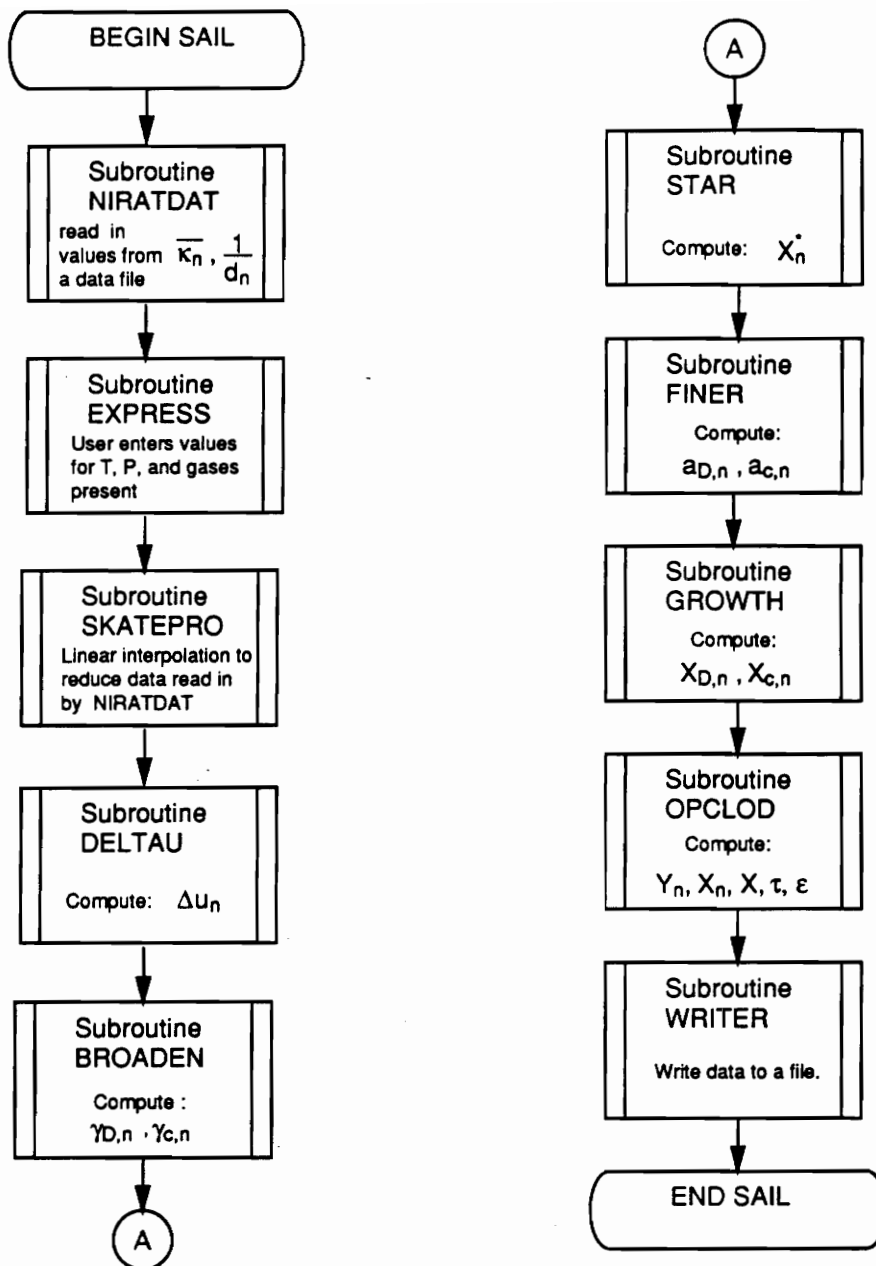 BEGIN SAIL
Subroutine
NIRATDAT
read in
values from κ̅n̅ , 1/dn
a data file
Subroutine
EXPRESS
User enters values
for T, P, and gases
present
Subroutine
SKATEPRO
Linear interpolation to
reduce data read in
by NIRATDAT
Subroutine
DELTAU
Compute: Δun
Subroutine
BROADEN
Compute :
γD,n , γc,n
A
A
Subroutine
STAR
Compute: Xn*
Subroutine
FINER
Compute:
aD,n , ac,n
Subroutine
GROWTH
Compute:
XD,n , Xc,n
Subroutine
OPCLOD
Compute:
Yn, Xn, X, τ, ε
Subroutine
WRITER
Write data to a file.
END SAIL